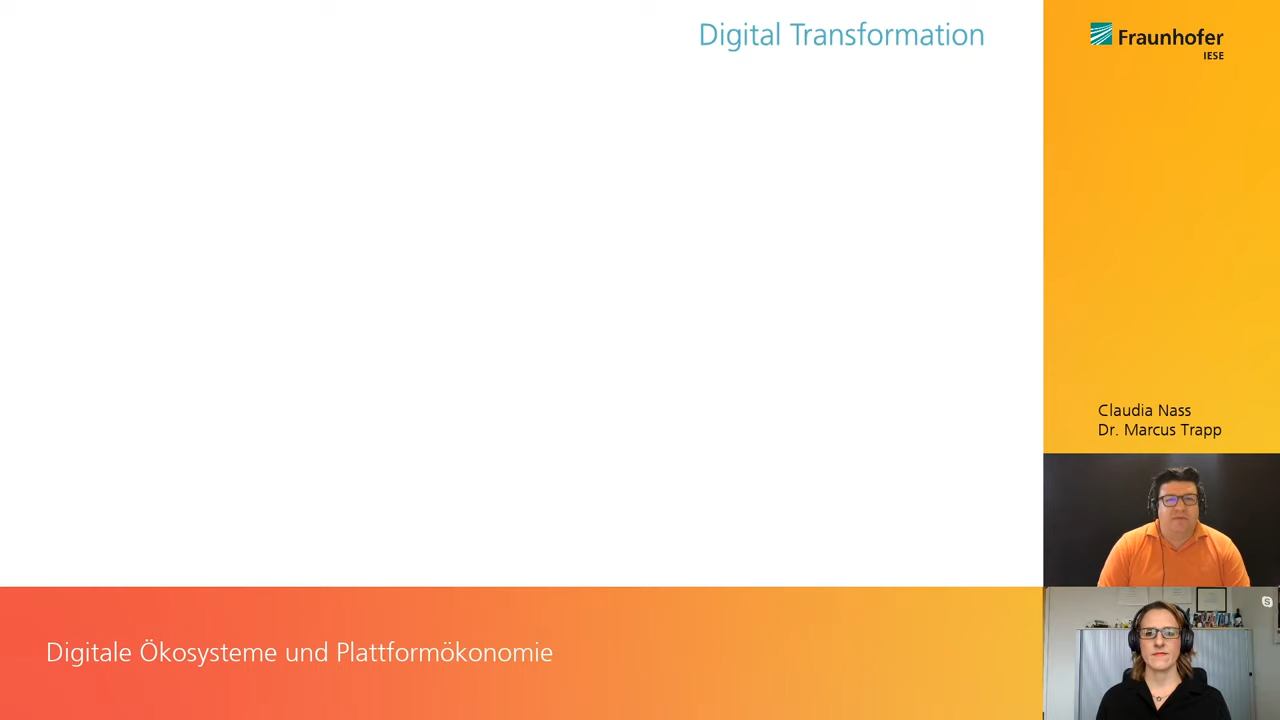 Digital Transformation
Fraunhofer
IESE
Claudia Nass
Dr. Marcus Trapp
Digitale Ökosysteme und Plattformökonomie